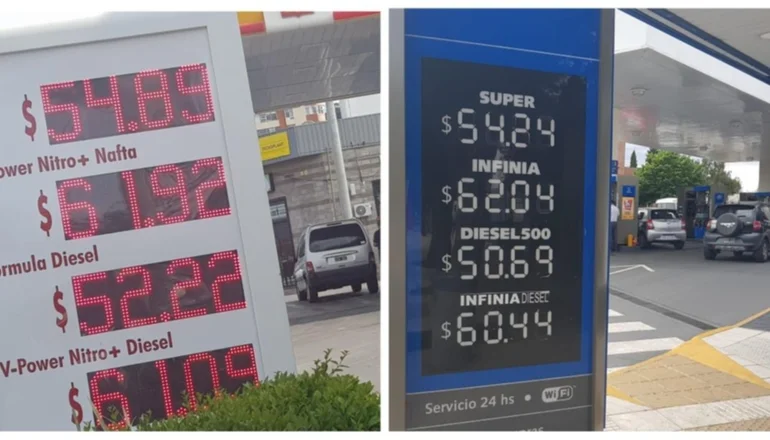 $54.89
Power Nitro+ Nafta
$61.92
ormula Diesel
$52.22
V-Power Nitro+ Diesel
$61.09
SUPER
$54.24
INFINIA
$62.04
DIESEL500
$50.69
INFINIA DIESEL
$60.44
Servicio 24 hs • WiFi